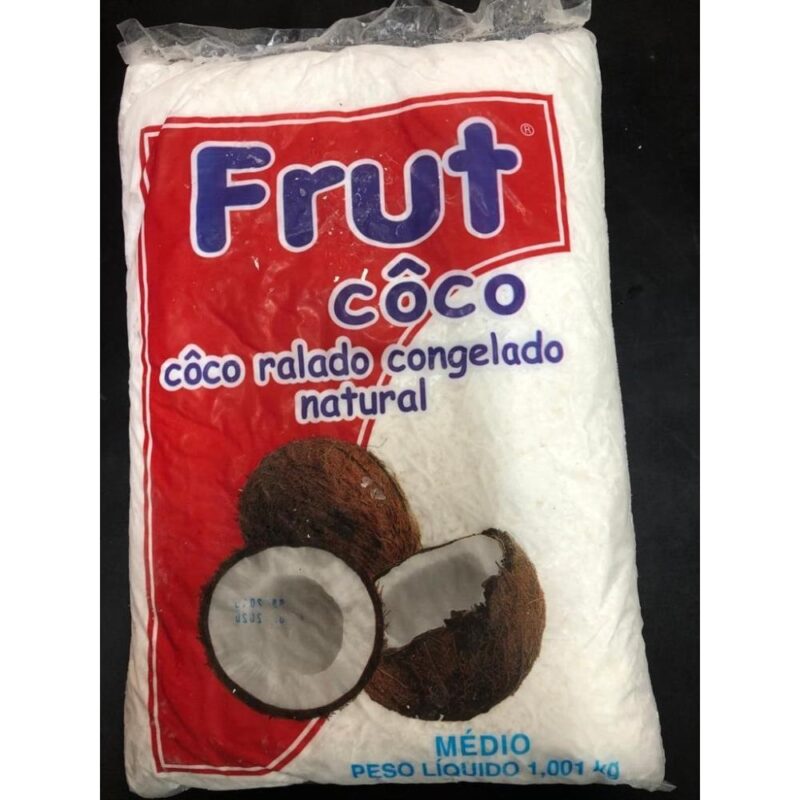 Frut®
côco
côco ralado congelado
natural
MÉDIO
PESO LÍQUIDO 1,001 kg